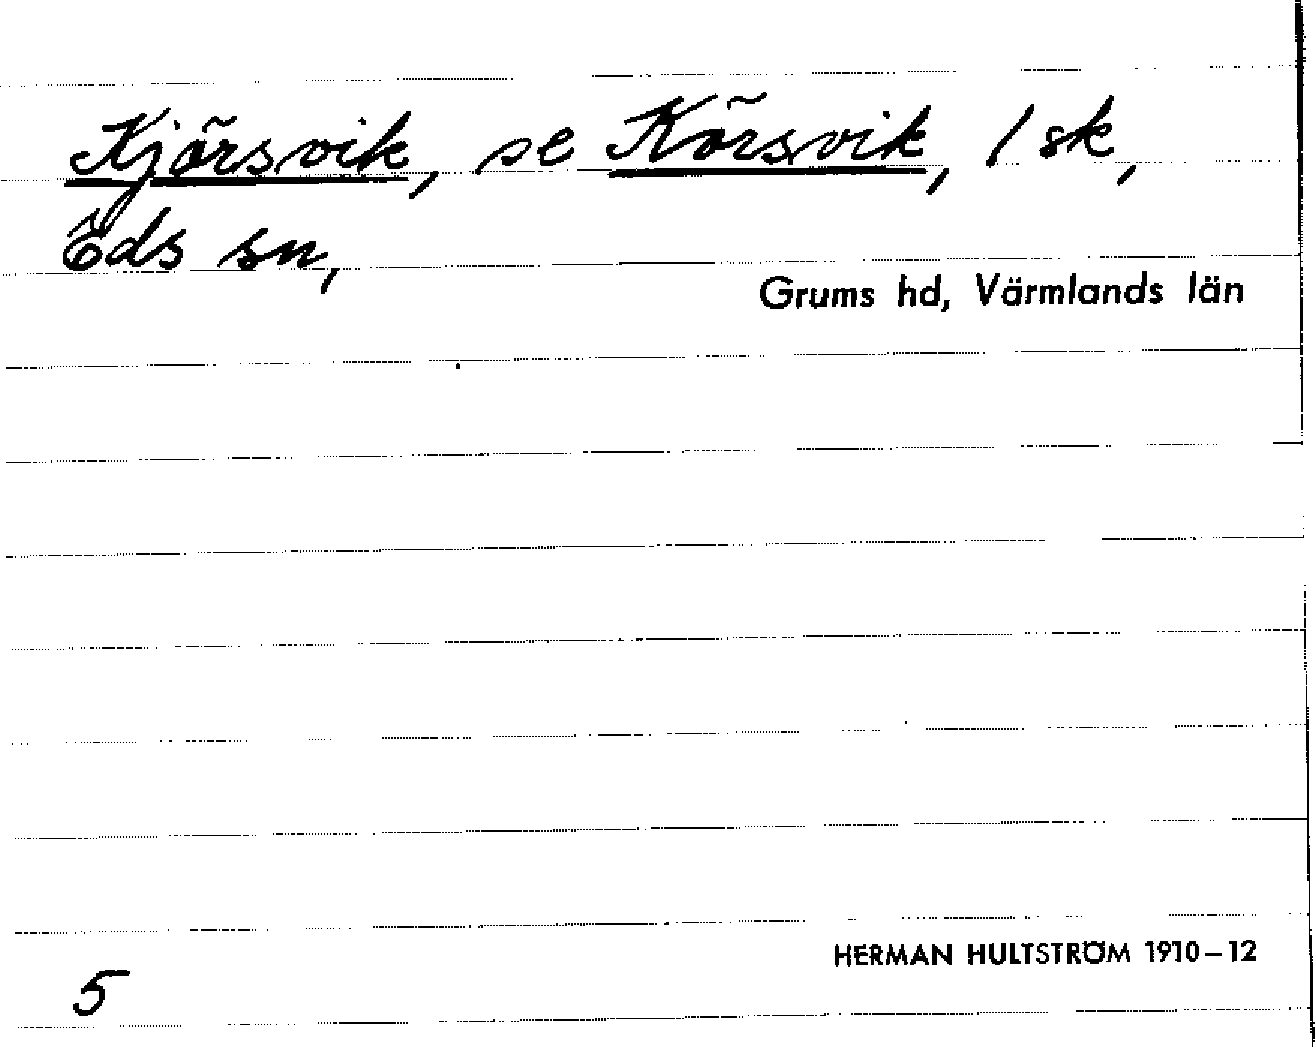 Kjörsvik, se Körsvik, 1 sk,
Eds sn,
Grums hd, Värmlands län
HERMAN HULTSTRÖM 1910–12
5